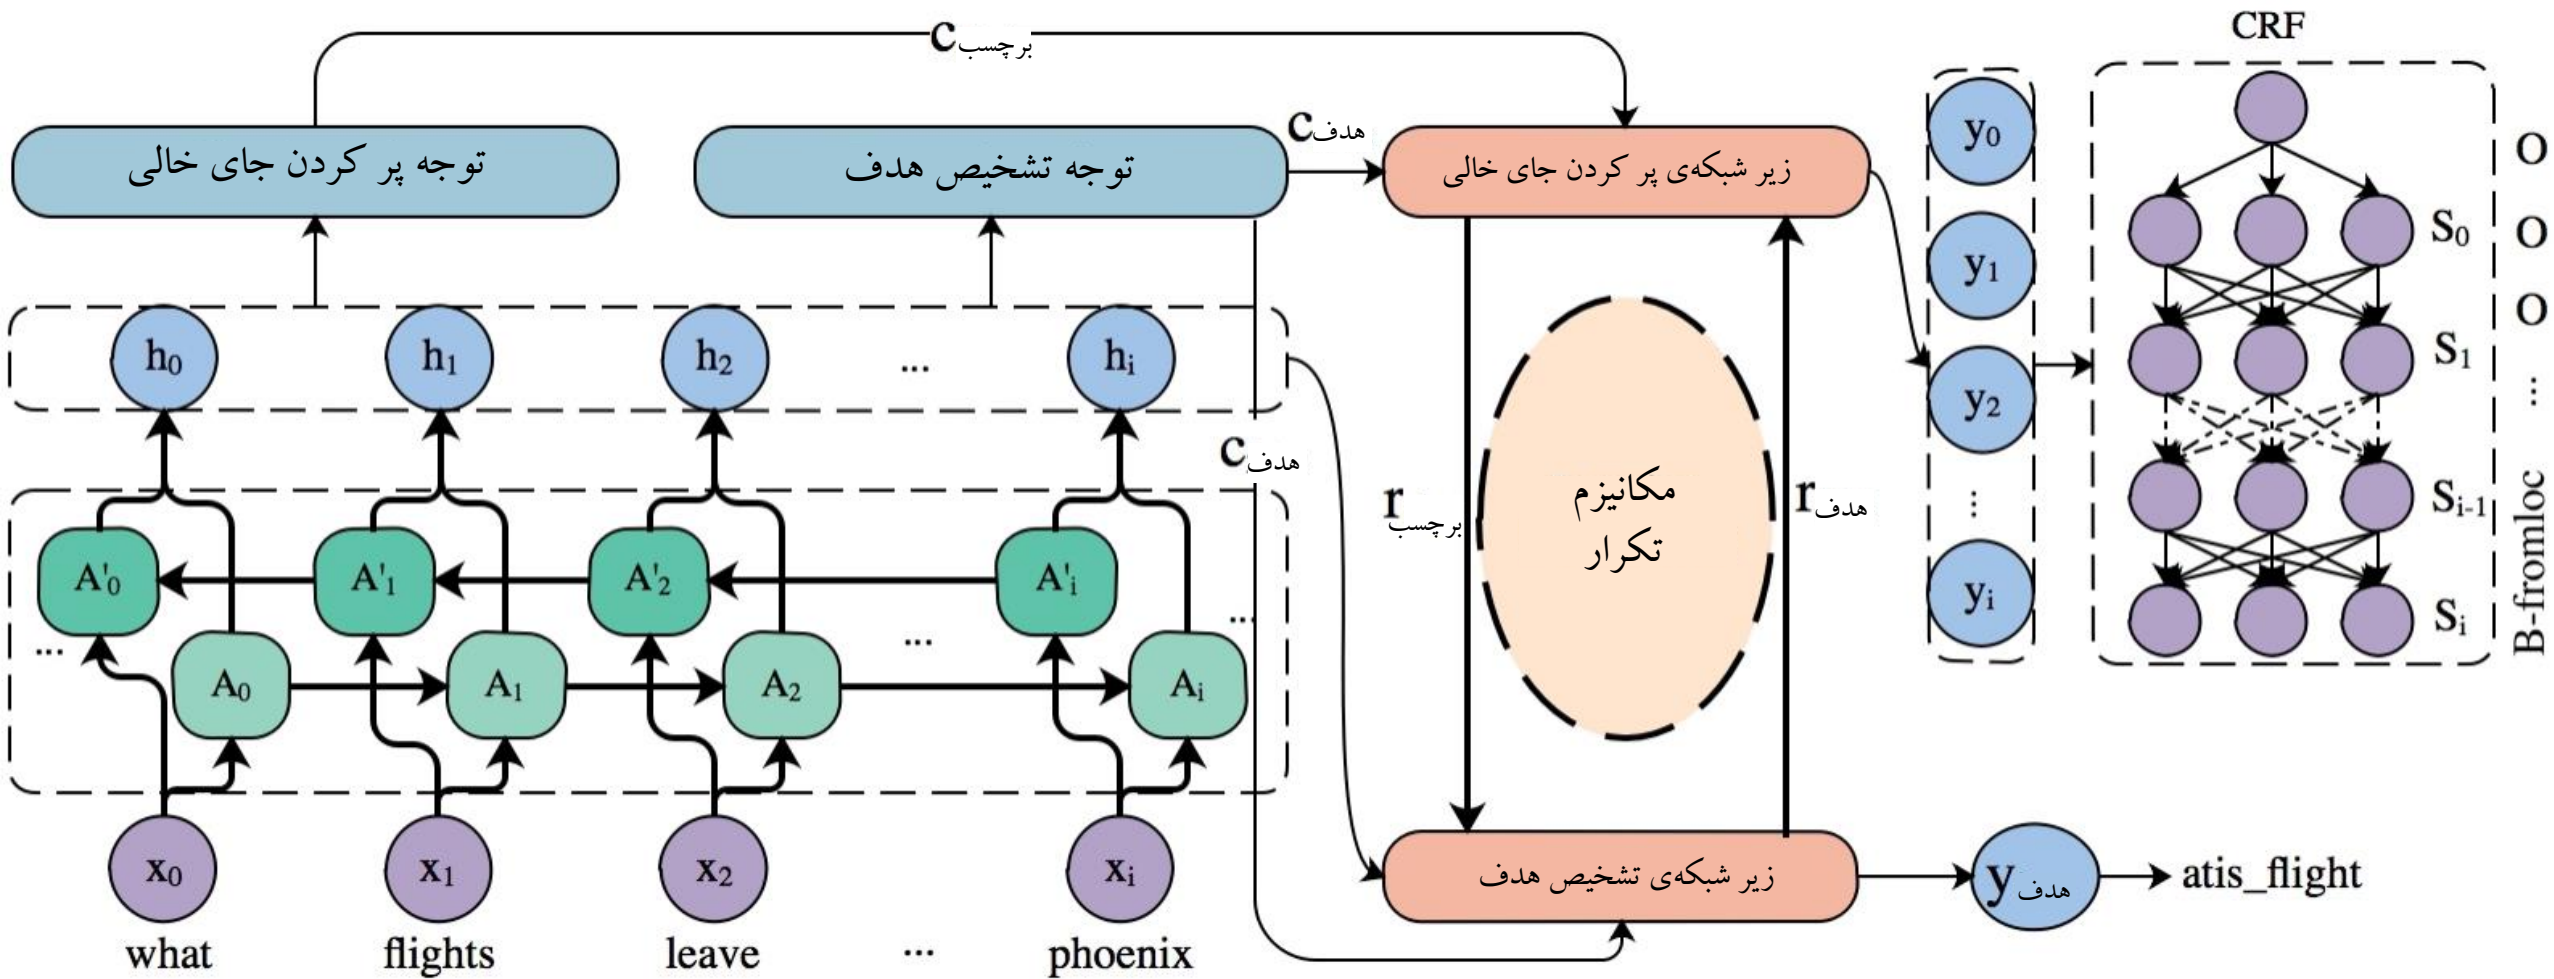 CRF
c برچسب
c هدف
توجه پر کردن جای خالی
توجه تشخیص هدف
زیر شبکه‌ی پر کردن جای خالی
y0
y1
y2
⋮
yi
O
S0 O
O
S1
...
Si-1
Si
B-fromloc
h0 h1 h2 ... hi
c هدف
مکانیزم
تکرار
r برچسب
r هدف
A'0 A'1 A'2 A'i
... ... ...
A0 A1 A2 Ai
x0 x1 x2 xi
زیر شبکه‌ی تشخیص هدف
y هدف
atis_flight
what flights leave ... phoenix